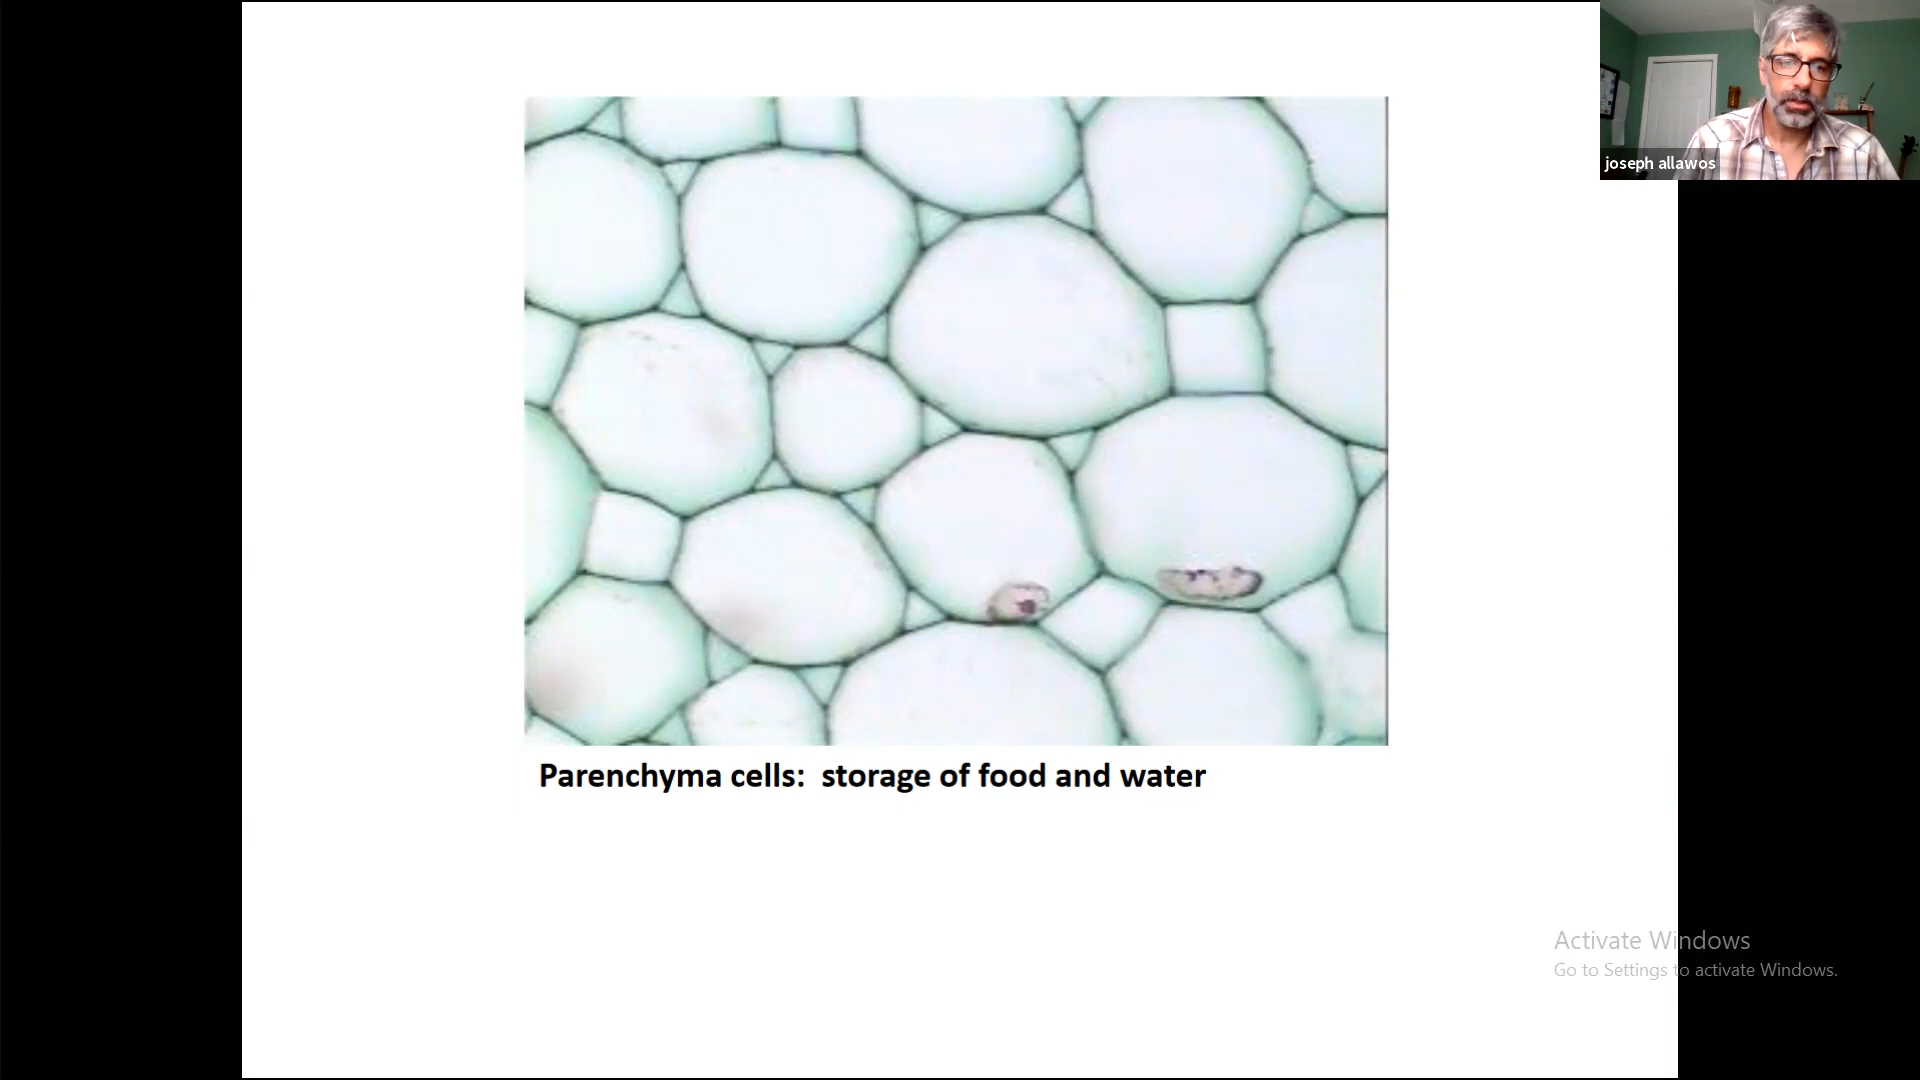 joseph allawos
Parenchyma cells:  storage of food and water
Activate Windows
Go to Settings to activate Windows.